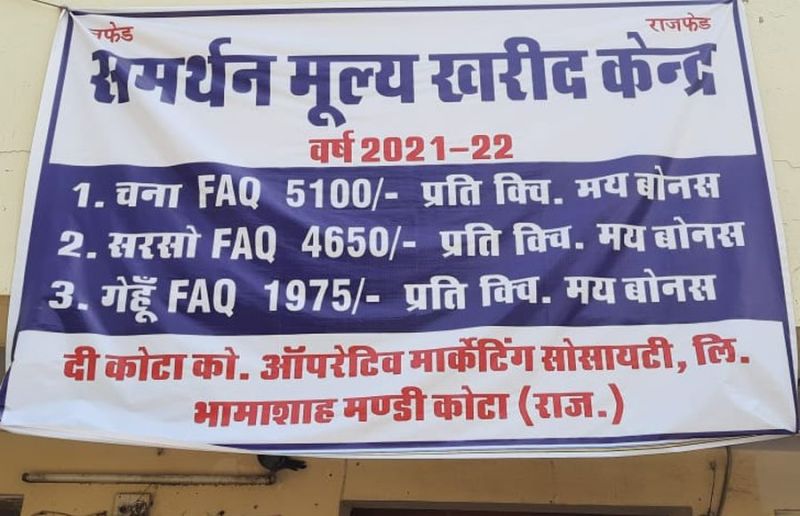 राजफेड
राजफेड
समर्थन मूल्य खरीद केन्द्र
वर्ष 2021-22
1. चना FAQ 5100/- प्रति क्वि. मय बोनस
2. सरसो FAQ 4650/- प्रति क्वि. मय बोनस
3. गेहूँ FAQ 1975/- प्रति क्वि. मय बोनस
दी कोटा को. ऑपरेटिव मार्केटिंग सोसायटी, लि.
भामाशाह मण्डी कोटा (राज.)